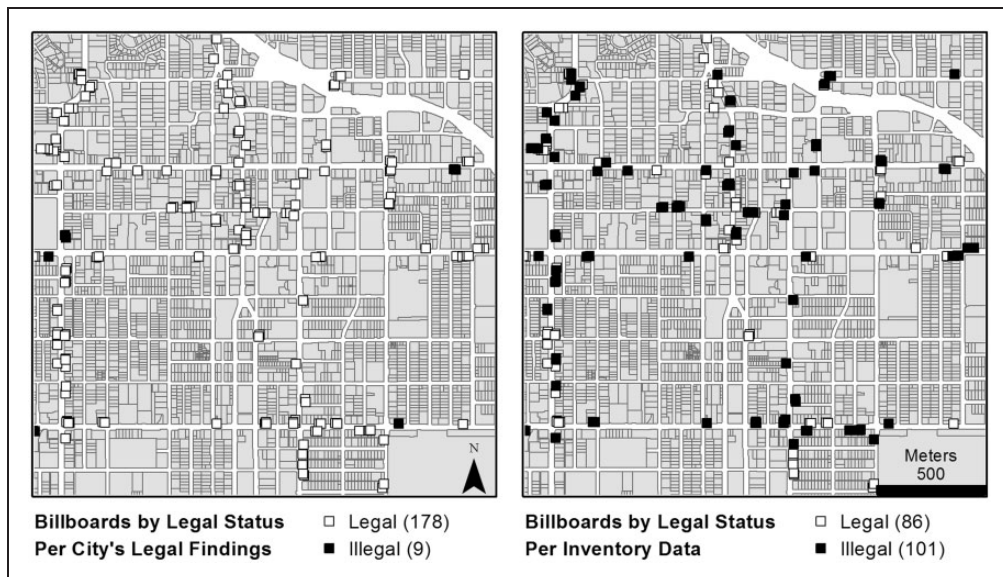 N
Meters
500
Billboards by Legal Status
Legal (178)
Per City's Legal Findings
Illegal (9)
Billboards by Legal Status
Legal (86)
Per Inventory Data
Illegal (101)